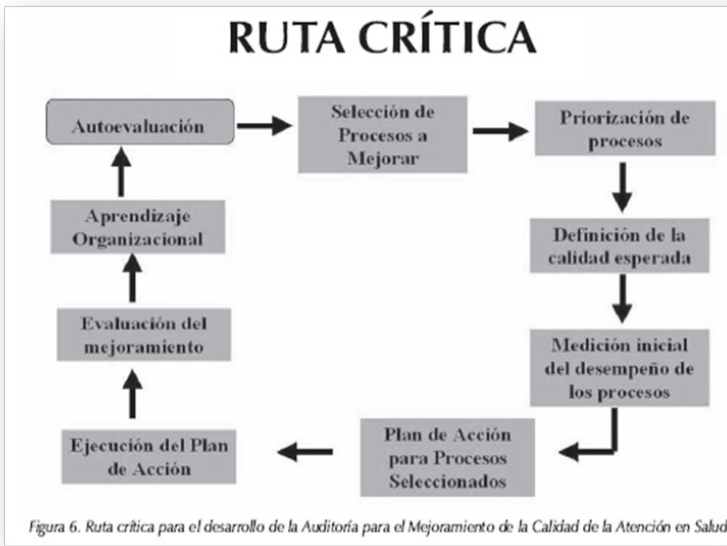 RUTA CRÍTICA
Autoevaluación
Selección de
Procesos a
Mejorar
Priorización de
procesos
Definición de la
calidad esperada
Medición inicial
del desempeño de
los procesos
Plan de Acción
para Procesos
Seleccionados
Ejecución del Plan
de Acción
Evaluación del
mejoramiento
Aprendizaje
Organizacional
Figura 6. Ruta crítica para el desarrollo de la Auditoría para el Mejoramiento de la Calidad de la Atención en Salud